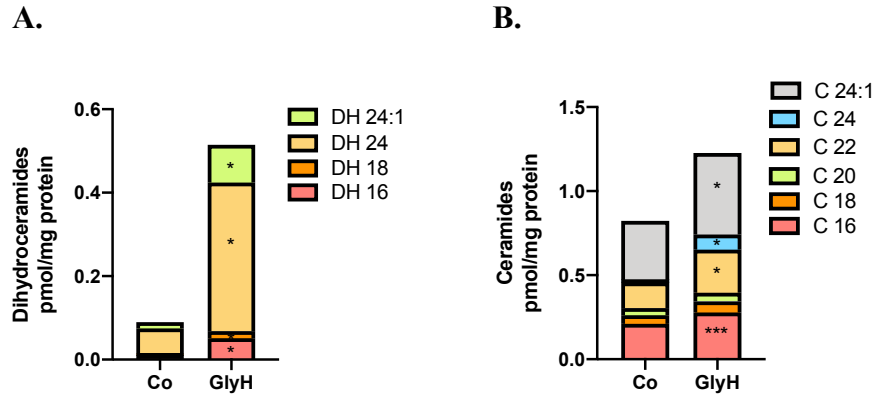 A.
B.
Dihydroceramides
pmol/mg protein
0.6
0.4
0.2
0.0
*
*
*
*
Co
GlyH
DH 24:1
DH 24
DH 18
DH 16
Ceramides
pmol/mg protein
1.5
1.0
0.5
0.0
*
*
*
***
Co
GlyH
C 24:1
C 24
C 22
C 20
C 18
C 16